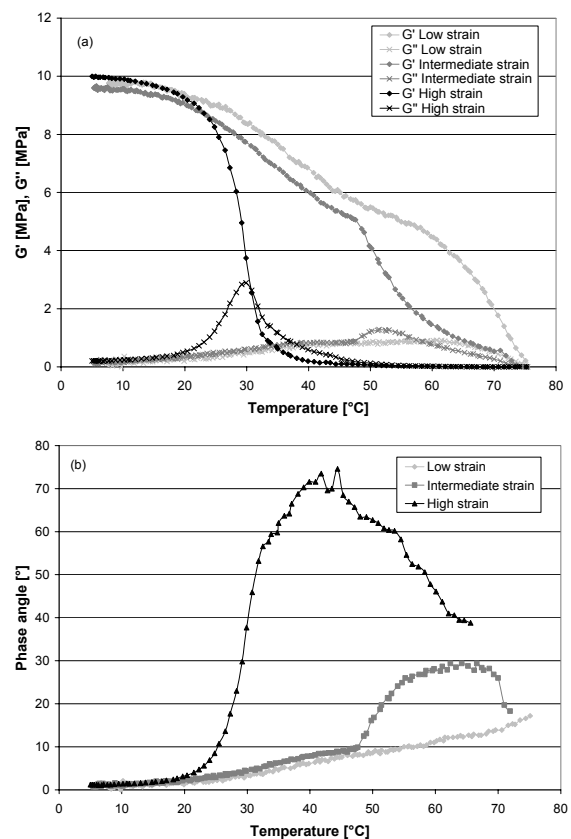 (a)
G' Low strain
G'' Low strain
G' Intermediate strain
G'' Intermediate strain
G' High strain
G'' High strain
G' [MPa], G'' [MPa]
12
10
8
6
4
2
0
0 10 20 30 40 50 60 70 80
Temperature [°C]
(b)
Low strain
Intermediate strain
High strain
Phase angle [°]
80
70
60
50
40
30
20
10
0
0 10 20 30 40 50 60 70 80
Temperature [°C]